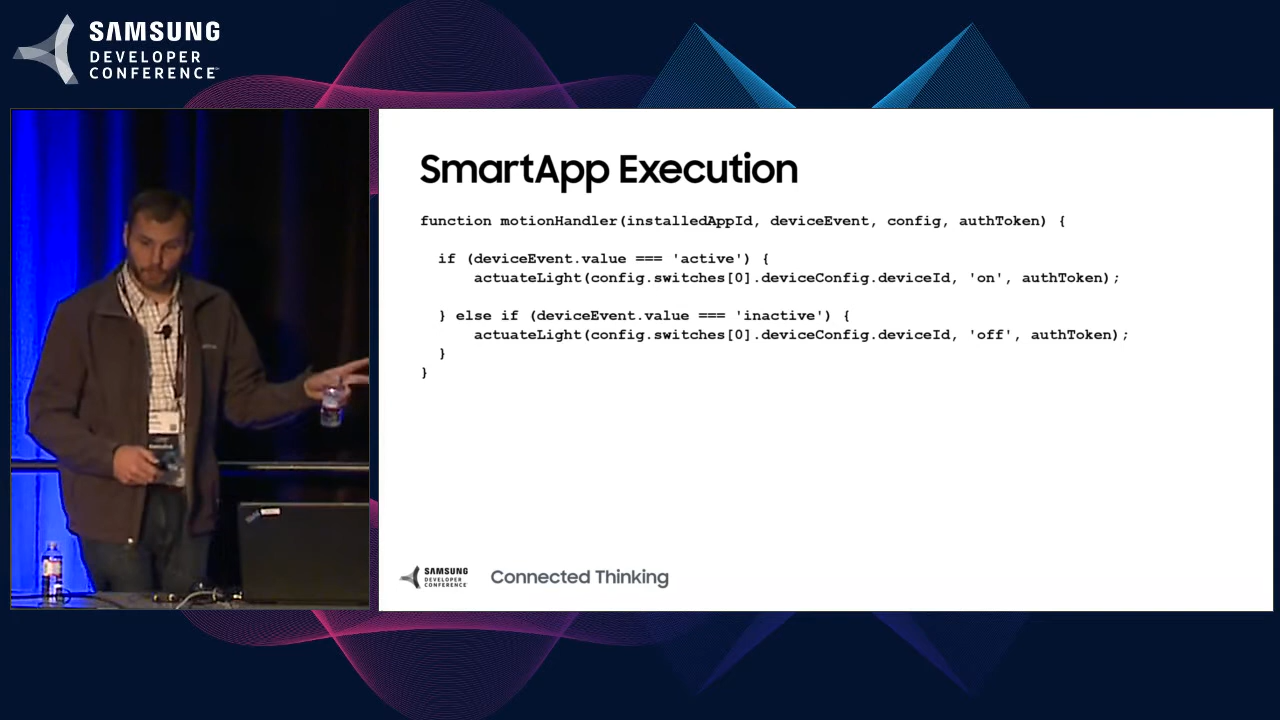 SAMSUNG
DEVELOPER
CONFERENCE
SmartApp Execution
function motionHandler(installedAppId, deviceEvent, config, authToken) {
if (deviceEvent.value === 'active') {
actuateLight(config.switches[0].deviceConfig.deviceId, 'on', authToken);
} else if (deviceEvent.value === 'inactive') {
actuateLight(config.switches[0].deviceConfig.deviceId, 'off', authToken);
}
}
SAMSUNG
DEVELOPER
CONFERENCE
Connected Thinking